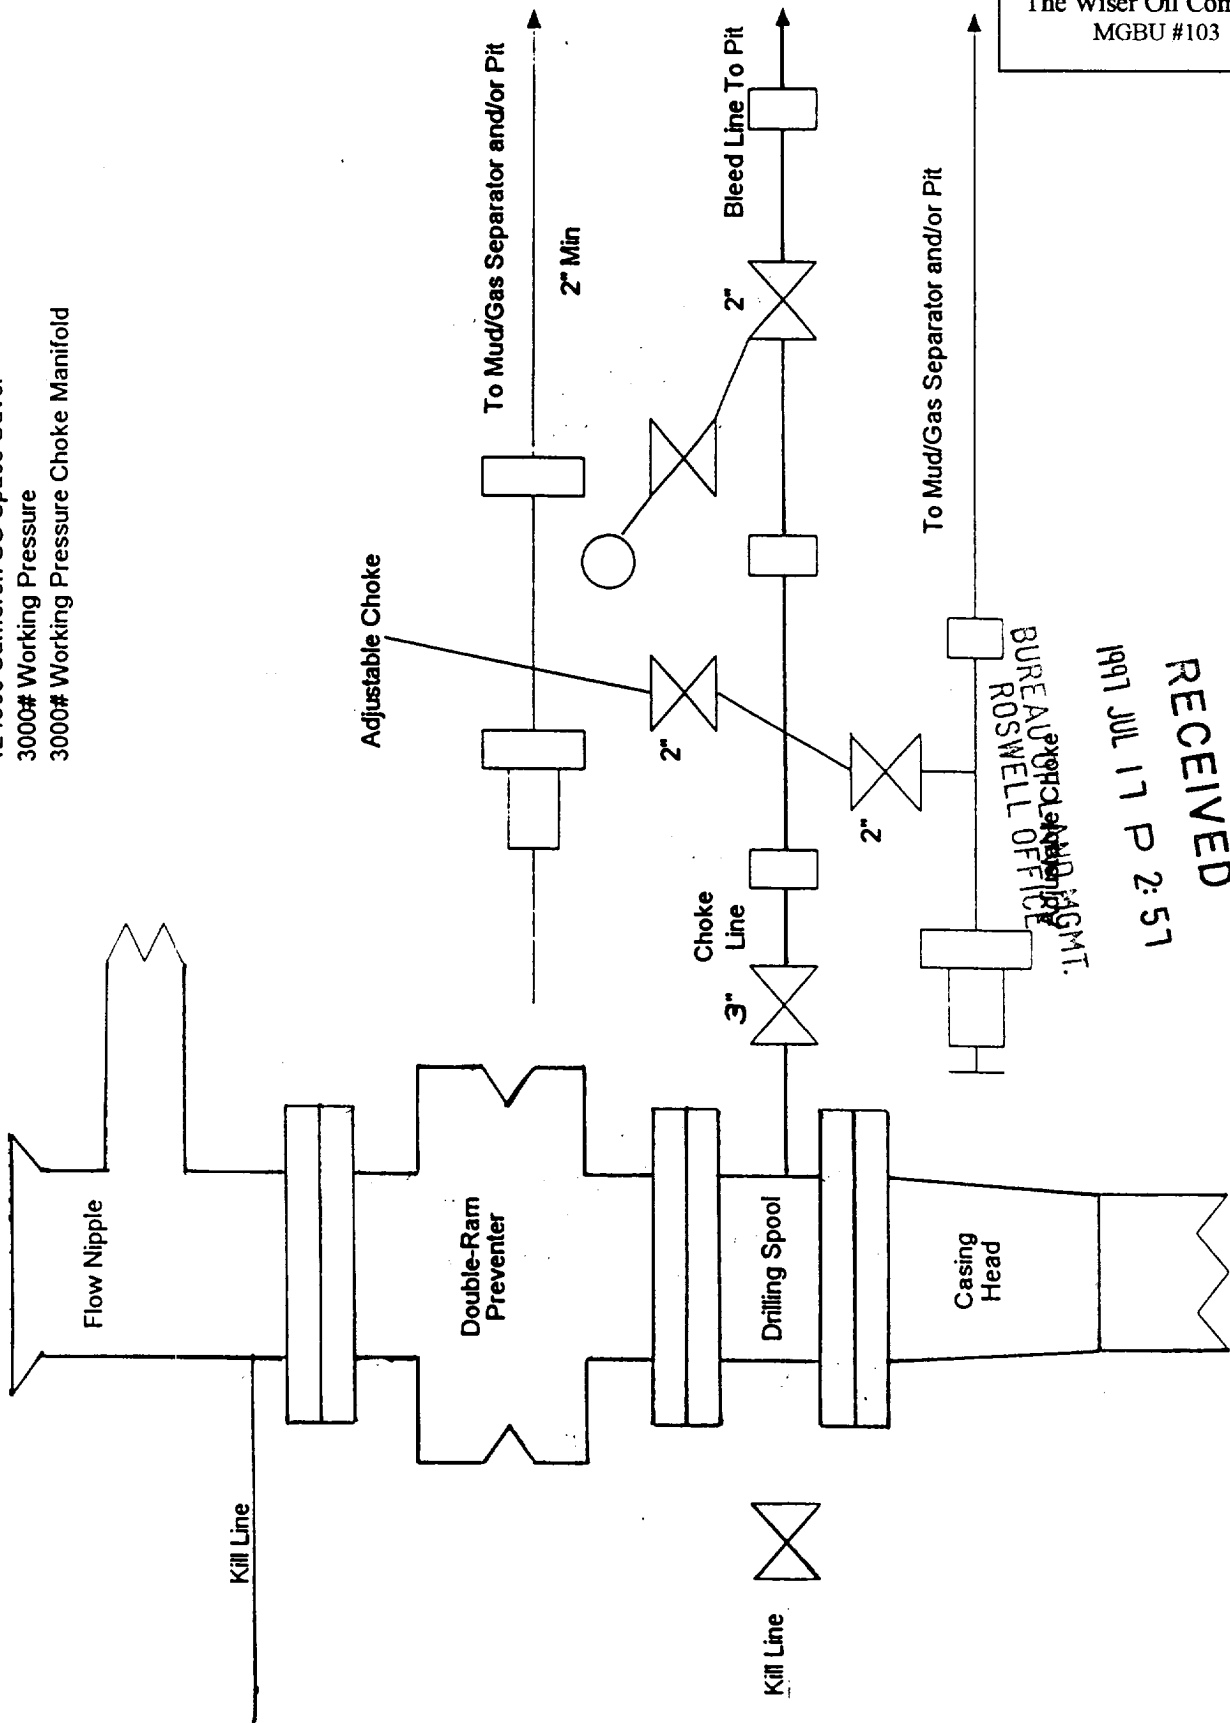 The Wiser Oil
MGBU #103
3000# Working Pressure
3000# Working Pressure Choke Manifold
Adjustable Choke
To Mud/Gas Separator and/or Pit
2" Min
Bleed Line To Pit
2"
2"
2"
To Mud/Gas Separator and/or Pit
Choke
Line
3"
Adjustable Choke
Flow Nipple
Kill Line
Double-Ram
Preventer
Drilling Spool
Kill Line
Casing
Head
RECEIVED
1997 JUL 17 P 2:57
BUREAU OF LAND MGMT.
ROSWELL OFFICE